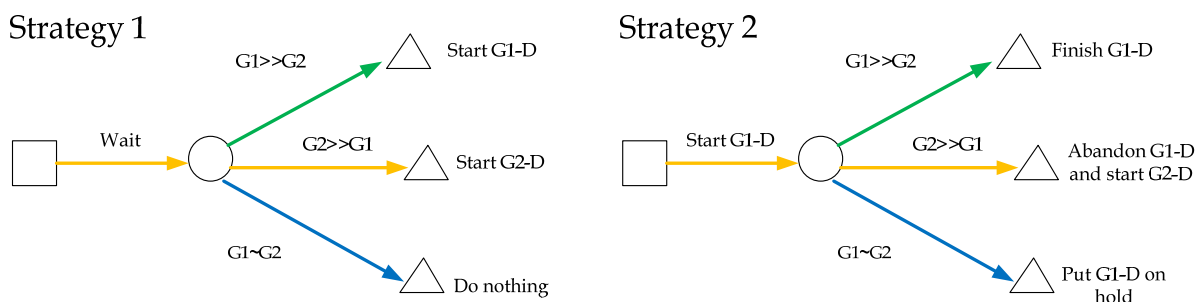 Strategy 1
G1>>G2
Start G1-D
Wait
G2>>G1
Start G2-D
G1~G2
Do nothing
Strategy 2
G1>>G2
Finish G1-D
Start G1-D
G2>>G1
Abandon G1-D
and start G2-D
G1~G2
Put G1-D on
hold